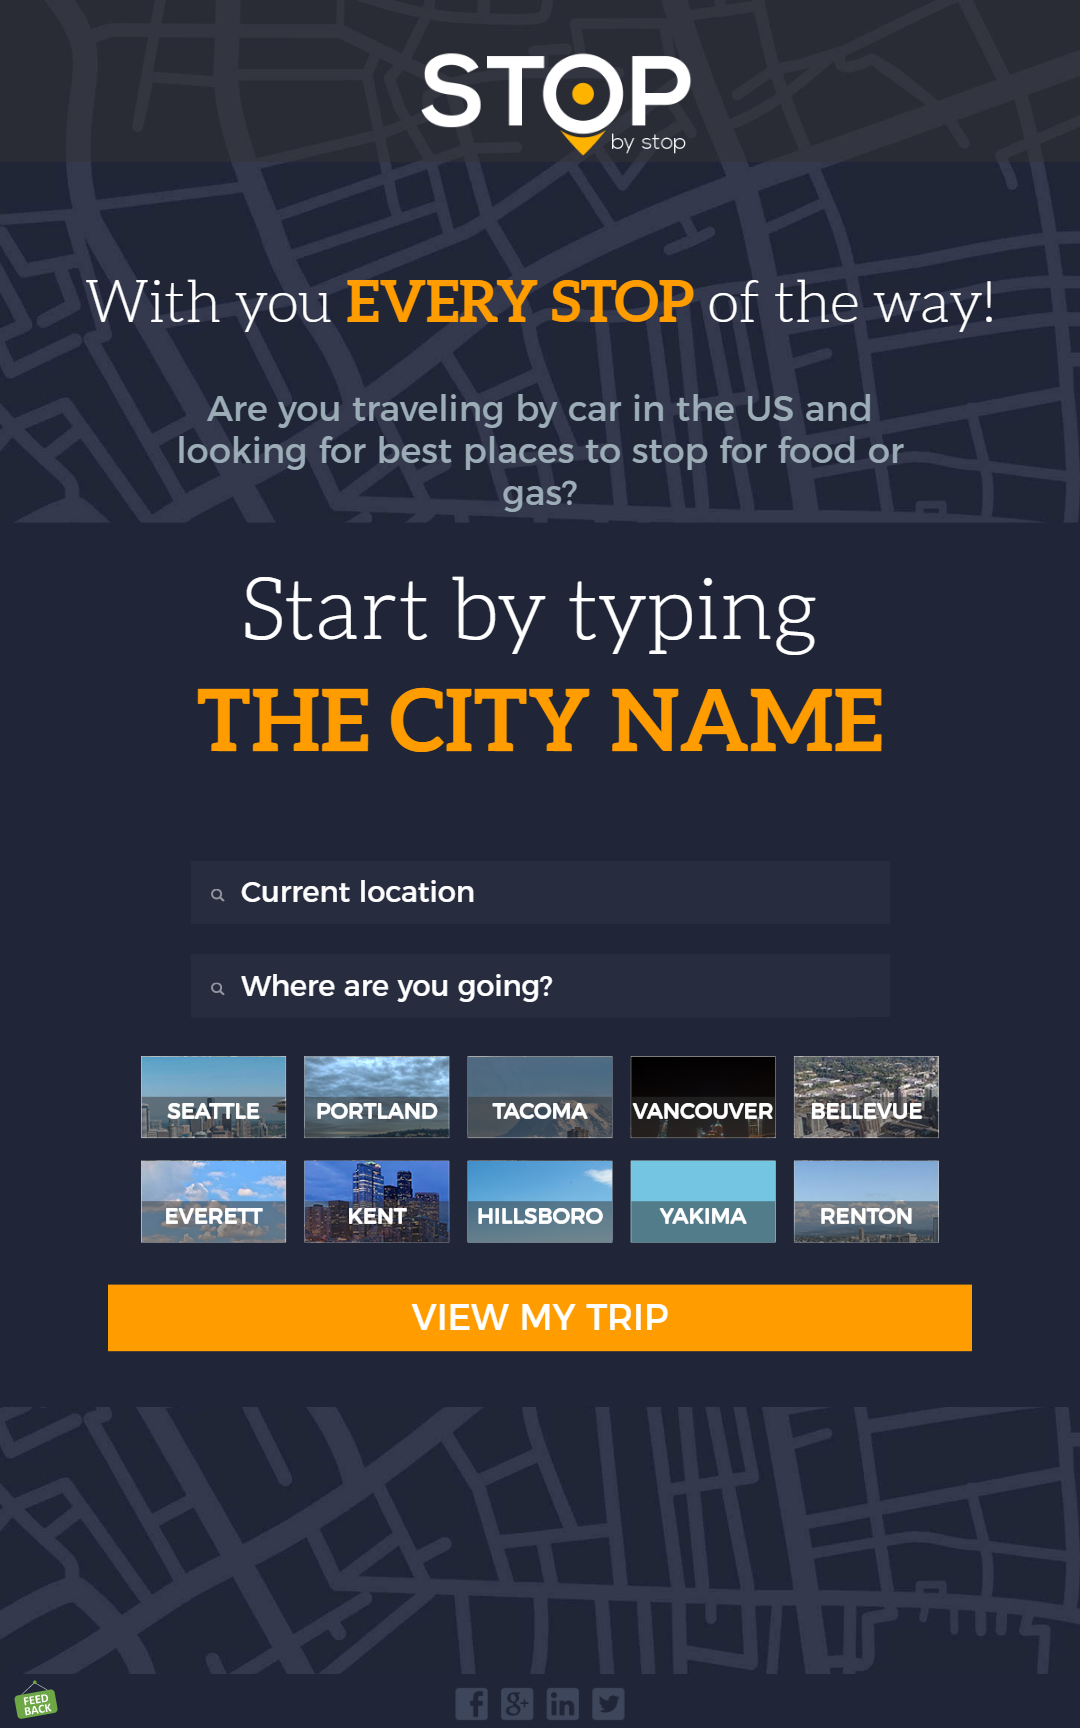 STOP
by stop
With you EVERY STOP of the way!
Are you traveling by car in the US and
looking for best places to stop for food or
gas?
Start by typing
THE CITY NAME
Current location
Where are you going?
SEATTLE PORTLAND TACOMA VANCOUVER BELLEVUE
EVERETT KENT HILLSBORO YAKIMA RENTON
VIEW MY TRIP
FEED
BACK
f g+ in